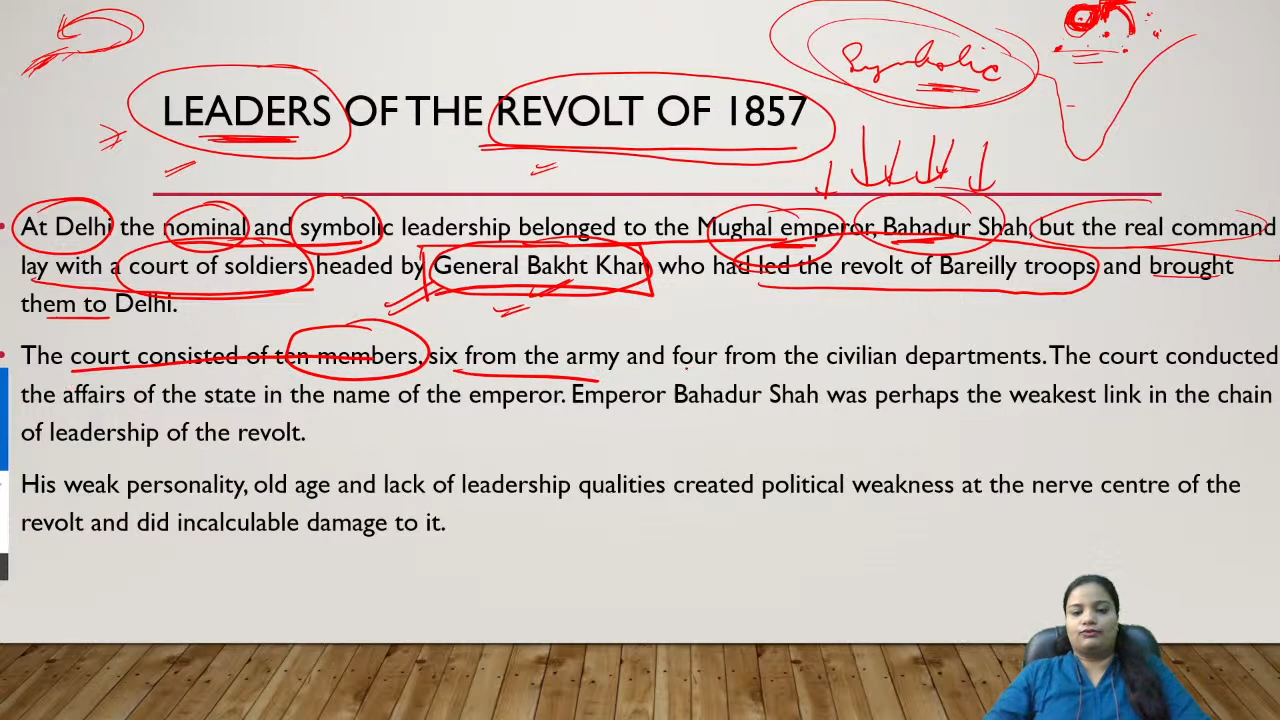 Symbolic
LEADERS OF THE REVOLT OF 1857
• At Delhi the nominal and symbolic leadership belonged to the Mughal emperor, Bahadur Shah, but the real command
lay with a court of soldiers headed by General Bakht Khan who had led the revolt of Bareilly troops and brought
them to Delhi.
• The court consisted of ten members, six from the army and four from the civilian departments. The court conducted
the affairs of the state in the name of the emperor. Emperor Bahadur Shah was perhaps the weakest link in the chain
of leadership of the revolt.
His weak personality, old age and lack of leadership qualities created political weakness at the nerve centre of the
revolt and did incalculable damage to it.